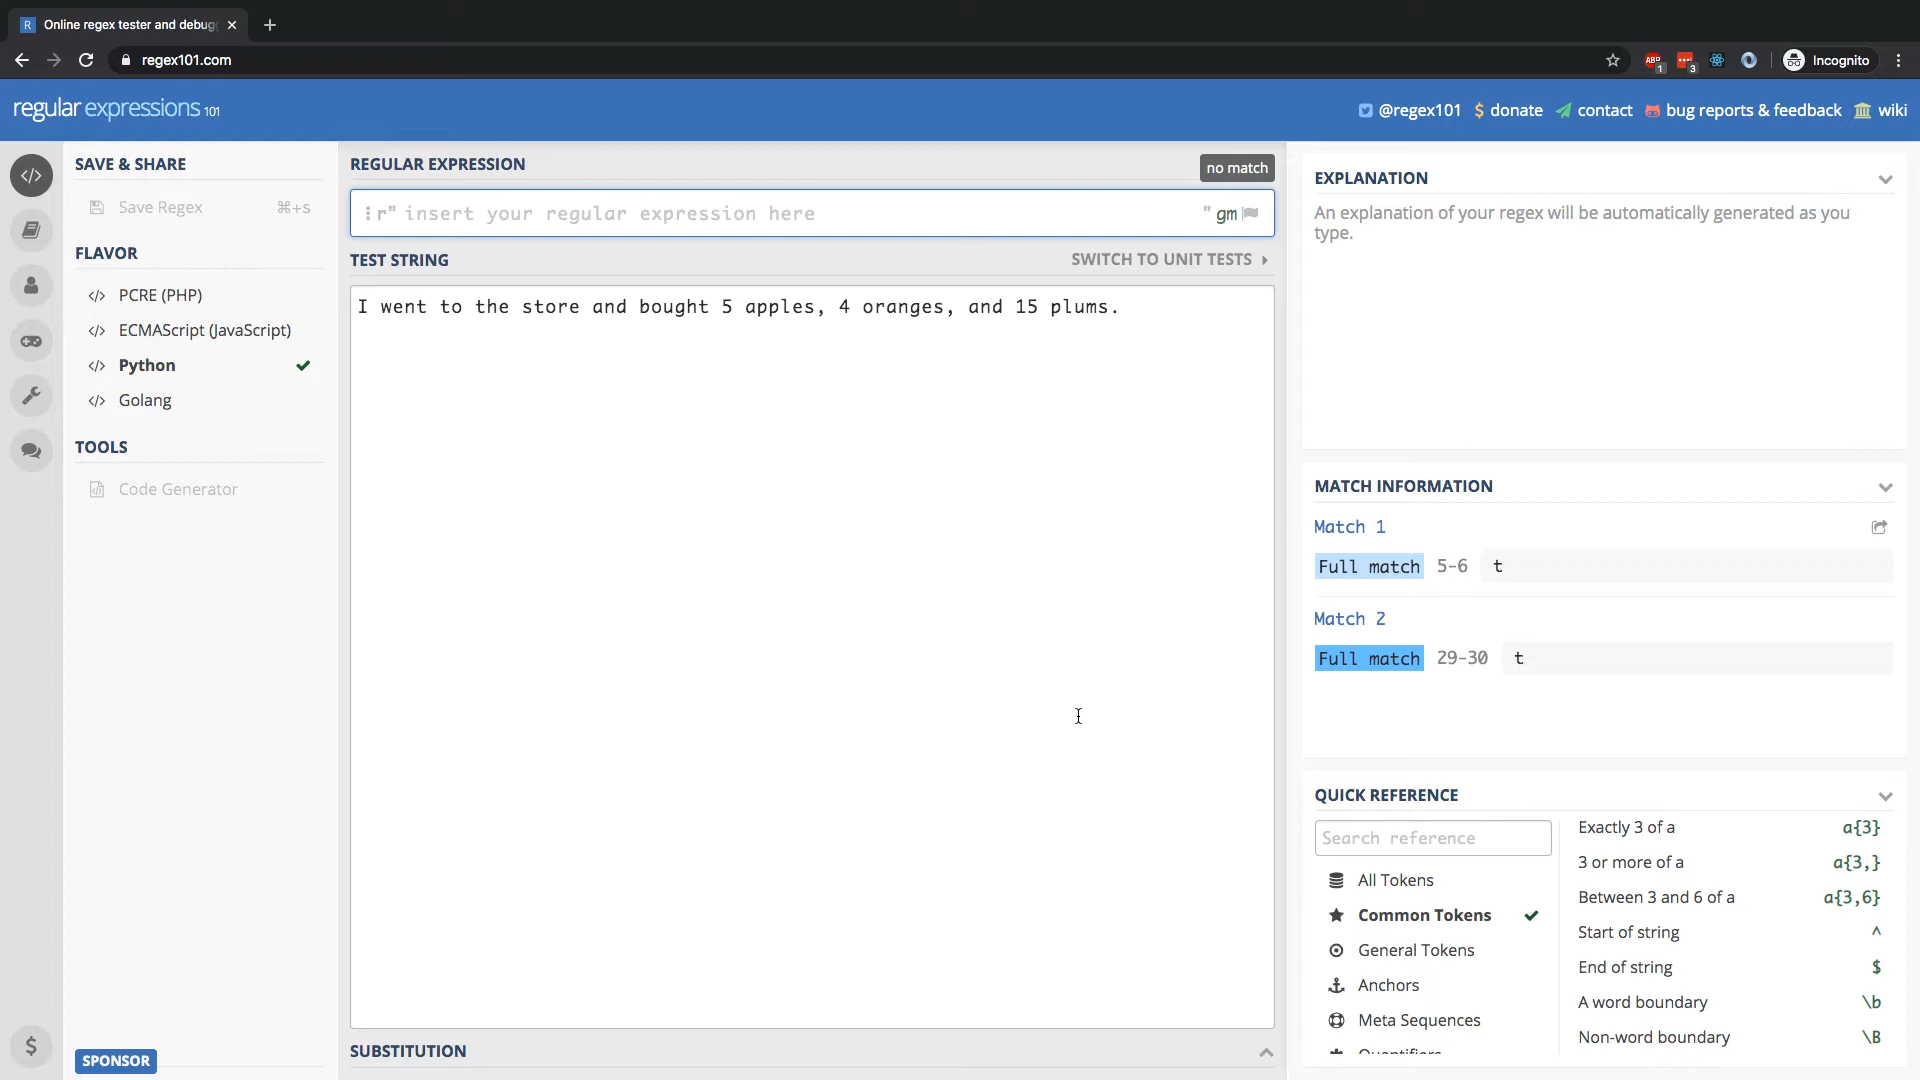 Online regex tester and debug
regex101.com
ABP
1
3
Incognito
regular expressions 101
@regex101
$ donate
contact
bug reports & feedback
wiki
SAVE & SHARE
Save Regex ⌘+s
FLAVOR
</> PCRE (PHP)
</> ECMAScript (JavaScript)
</> Python
</> Golang
TOOLS
Code Generator
$
SPONSOR
REGULAR EXPRESSION
no match
r" insert your regular expression here " gm
TEST STRING
SWITCH TO UNIT TESTS
I went to the store and bought 5 apples, 4 oranges, and 15 plums.
SUBSTITUTION
EXPLANATION
An explanation of your regex will be automatically generated as you
type.
MATCH INFORMATION
Match 1
Full match 5-6 t
Match 2
Full match 29-30 t
QUICK REFERENCE
Search reference
All Tokens
Common Tokens
General Tokens
Anchors
Meta Sequences
Quantifiers
Exactly 3 of a a{3}
3 or more of a a{3,}
Between 3 and 6 of a a{3,6}
Start of string ^
End of string $
A word boundary \b
Non-word boundary \B